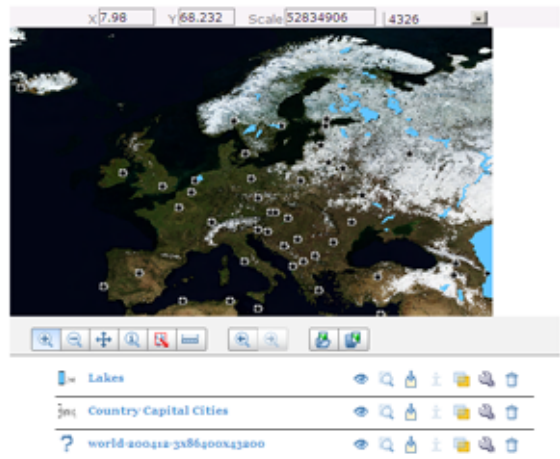 X 7.98 Y 68.232 Scale 52834906 4326
Lakes
Country Capital Cities
world-200412-3x86400x43200